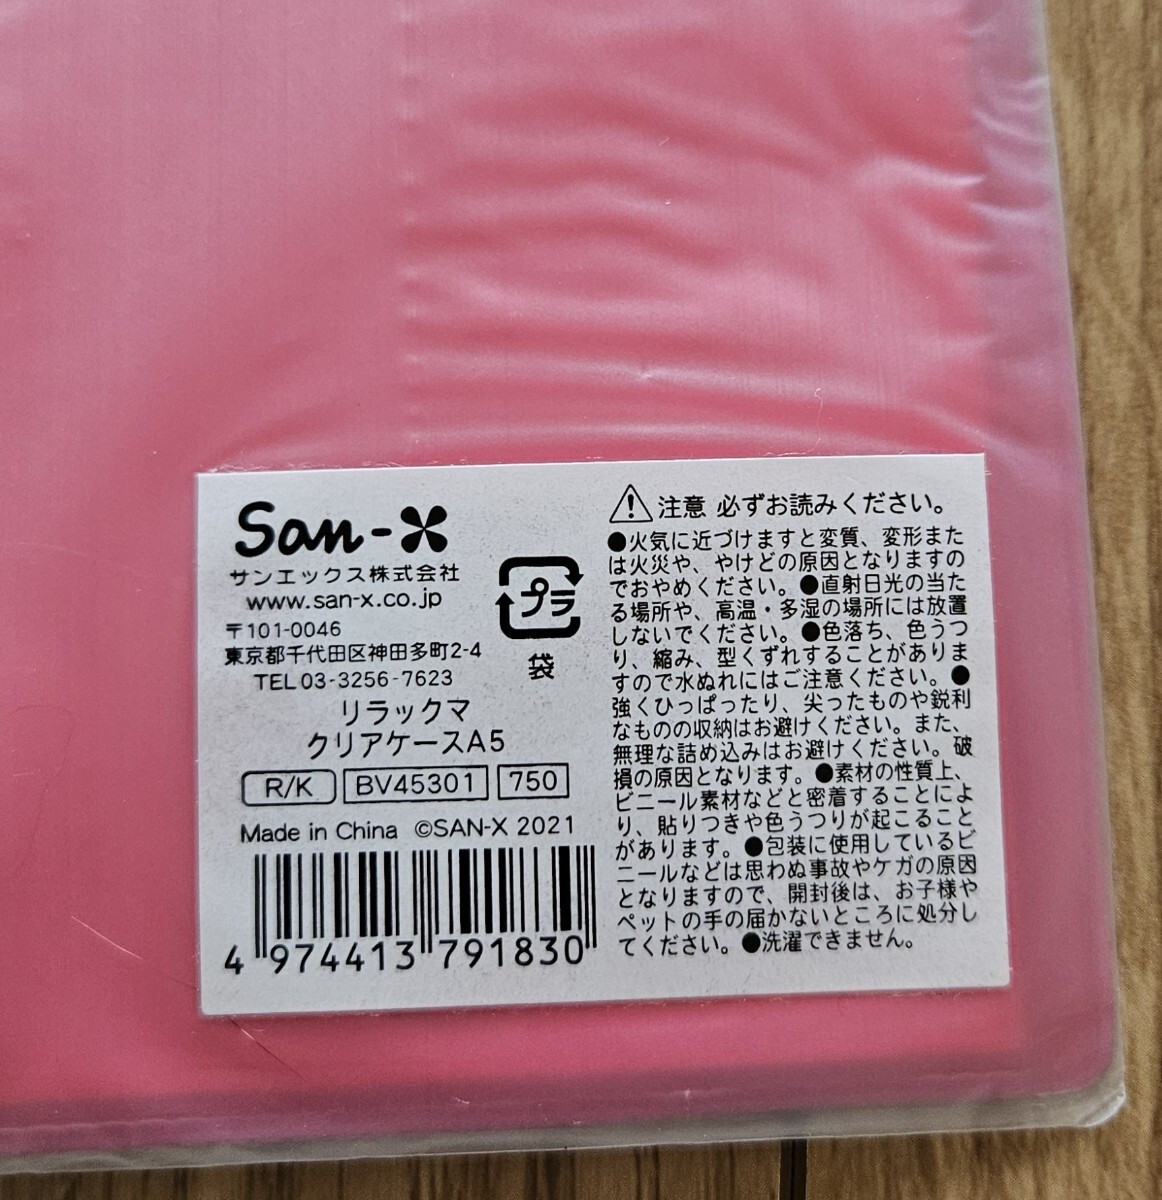 San-X
サンエックス株式会社
www.san-x.co.jp
〒101-0046
東京都千代田区神田多町2-4
TEL 03-3256-7623
リラックマ
クリアケースA5
R/K BV45301 750
Made in China ©SAN-X 2021
4 974413 791830
プラ
袋
注意 必ずお読みください。
●火気に近づけますと変質、変形また
は火災や、やけどの原因となりますの
でおやめください。●直射日光の当た
る場所や、高温・多湿の場所には放置
しないでください。●色落ち、色うつ
り、縮み、型くずれすることがありま
すので水ぬれにはご注意ください。●
強くひっぱったり、尖ったものや鋭利
なものの収納はお避けください。また、
無理な詰め込みはお避けください。破
損の原因となります。●素材の性質上、
ビニール素材などと密着することによ
り、貼りつきや色うつりが起こること
があります。●包装に使用しているビ
ニールなどは思わぬ事故やケガの原因
となりますので、開封後は、お子様や
ペットの手の届かないところに処分し
てください。●洗濯できません。